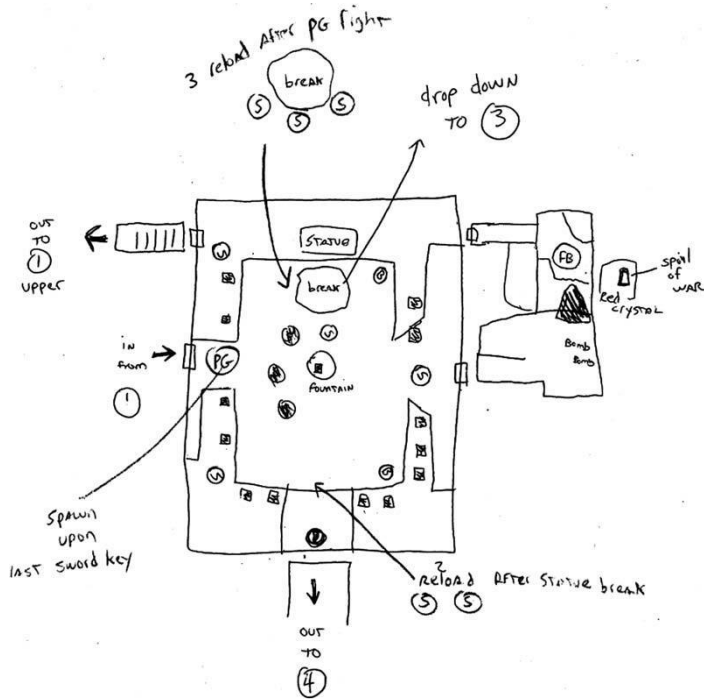 3 reload After PG fight
break
S
S
S
drop down
TO 3
OUT
TO
1
upper
STATUE
S
break
S
FB
spoil
of
WAR
Red
CRYSTAL
in
from
1
PG
S
FOUNTAIN
S
Bomb
Bomb
S
S
spawn
upon
last sword key
2
reload After statue break
S S
OUT
TO
4